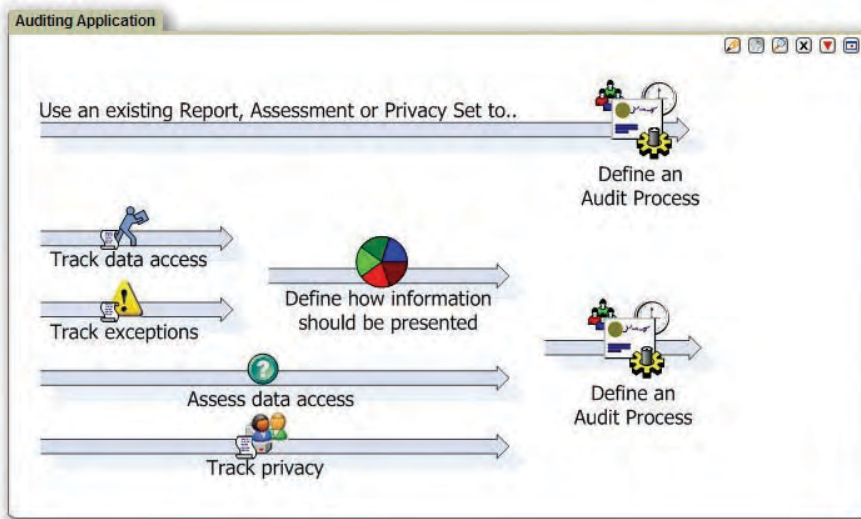 Auditing Application
Use an existing Report, Assessment or Privacy Set to..
Define an
Audit Process
Track data access
Define how information
should be presented
Track exceptions
Define an
Audit Process
Assess data access
Track privacy